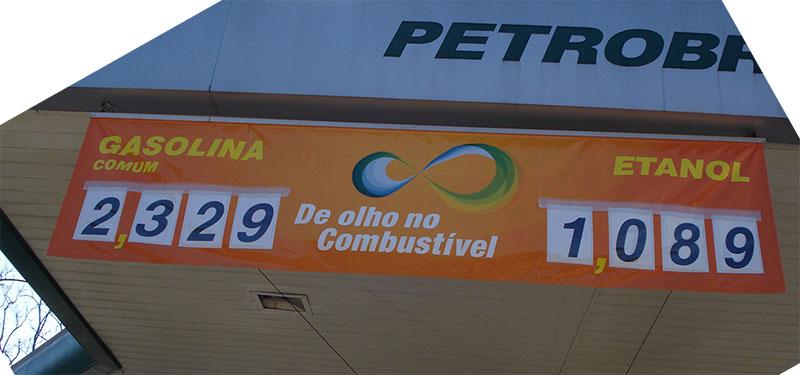 PETROBR
GASOLINA
COMUM
2,329
De olho no
Combustível
ETANOL
1,089